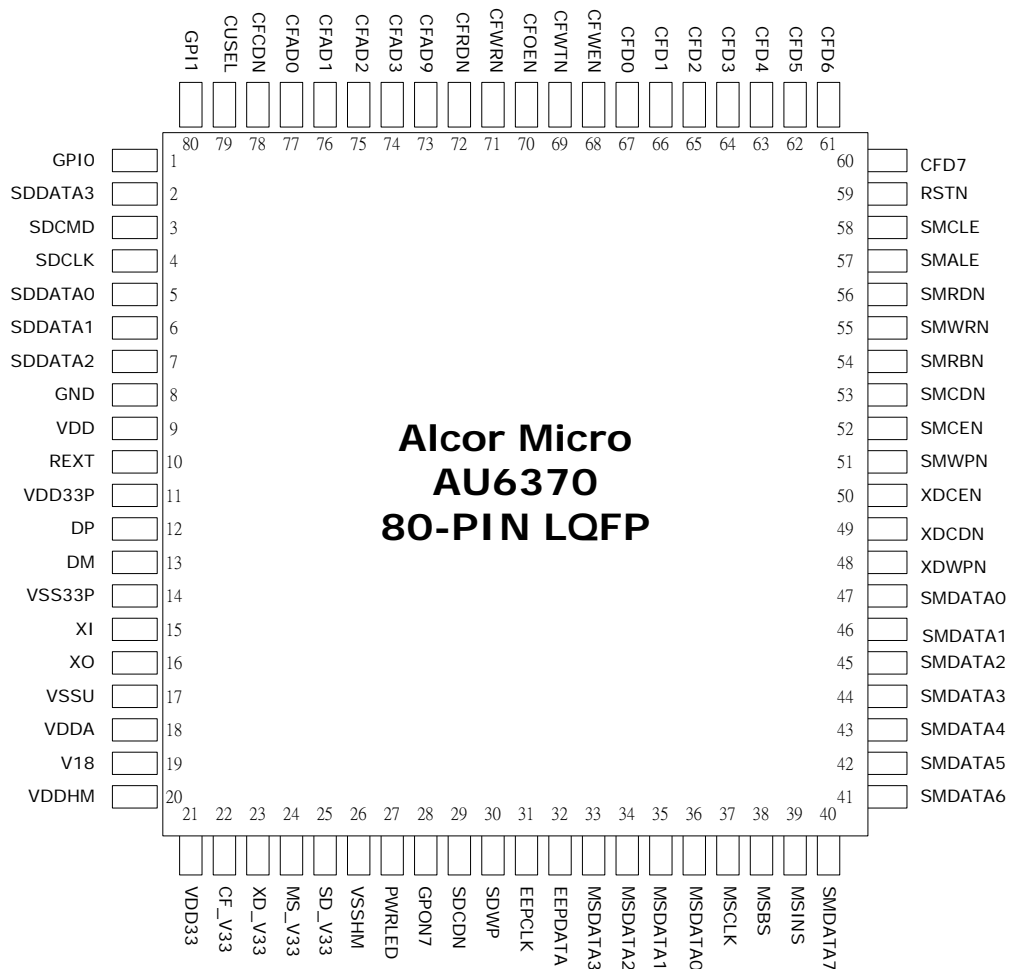 GPI1 CUSEL CFCDN CFAD0 CFAD1 CFAD2 CFAD3 CFAD9 CFRDN CFWRN CFOEN CFWTN CFWEN CFD0 CFD1 CFD2 CFD3 CFD4 CFD5 CFD6
80 79 78 77 76 75 74 73 72 71 70 69 68 67 66 65 64 63 62 61
GPI0 1 60 CFD7
SDDATA3 2 59 RSTN
SDCMD 3 58 SMCLE
SDCLK 4 57 SMALE
SDDATA0 5 56 SMRDN
SDDATA1 6 55 SMWRN
SDDATA2 7 54 SMRBN
GND 8 53 SMCDN
VDD 9 52 SMCEN
REXT 10 51 SMWPN
VDD33P 11 50 XDCEN
DP 12 49 XDCDN
DM 13 48 XDWPN
VSS33P 14 47 SMDATA0
XI 15 46 SMDATA1
XO 16 45 SMDATA2
VSSU 17 44 SMDATA3
VDDA 18 43 SMDATA4
V18 19 42 SMDATA5
VDDHM 20 41 SMDATA6
Alcor Micro
AU6370
80-PIN LQFP
21 22 23 24 25 26 27 28 29 30 31 32 33 34 35 36 37 38 39 40
VDD33 CF_V33 XD_V33 MS_V33 SD_V33 VSSHM PWRLED GPON7 SDCDN SDWP EEPCLK EEPDATA MSDATA3 MSDATA2 MSDATA1 MSDATA0 MSCLK MSBS MSINS SMDATA7